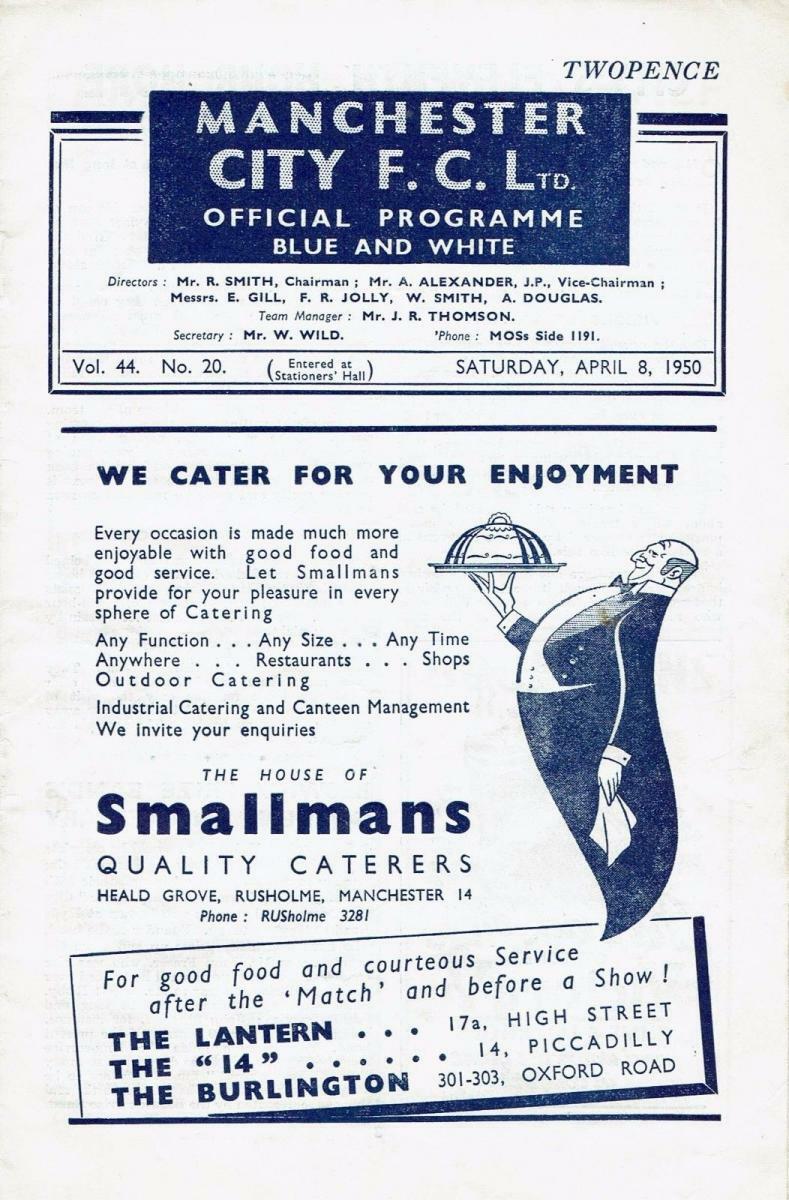 TWOPENCE
MANCHESTER
CITY F. C. LTD.
OFFICIAL PROGRAMME
BLUE AND WHITE
Directors : Mr. R. SMITH, Chairman ; Mr. A. ALEXANDER, J.P., Vice-Chairman ;
Messrs. E. GILL, F. R. JOLLY, W. SMITH, A. DOUGLAS.
Team Manager : Mr. J. R. THOMSON.
Secretary : Mr. W. WILD. 'Phone : MOSs Side 1191.
Vol. 44. No. 20. (Entered at Stationers' Hall) SATURDAY, APRIL 8, 1950
WE CATER FOR YOUR ENJOYMENT
Every occasion is made much more
enjoyable with good food and
good service. Let Smallmans
provide for your pleasure in every
sphere of Catering
Any Function . . . Any Size . . . Any Time
Anywhere . . . Restaurants . . . Shops
Outdoor Catering
Industrial Catering and Canteen Management
We invite your enquiries
THE HOUSE OF
Smallmans
QUALITY CATERERS
HEALD GROVE, RUSHOLME, MANCHESTER 14
Phone : RUSholme 3281
For good food and courteous Service
after the 'Match' and before a Show !
THE LANTERN . . . 17a, HIGH STREET
THE "14" . . . . . . 14, PICCADILLY
THE BURLINGTON 301-303, OXFORD ROAD